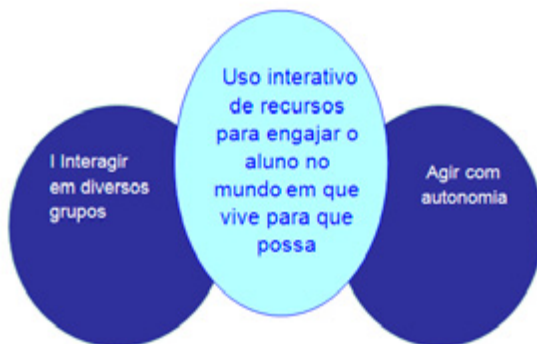 Uso interativo
de recursos
para engajar o
aluno no
mundo em que
vive para que
possa
I Interagir
em diversos
grupos
Agir com
autonomia